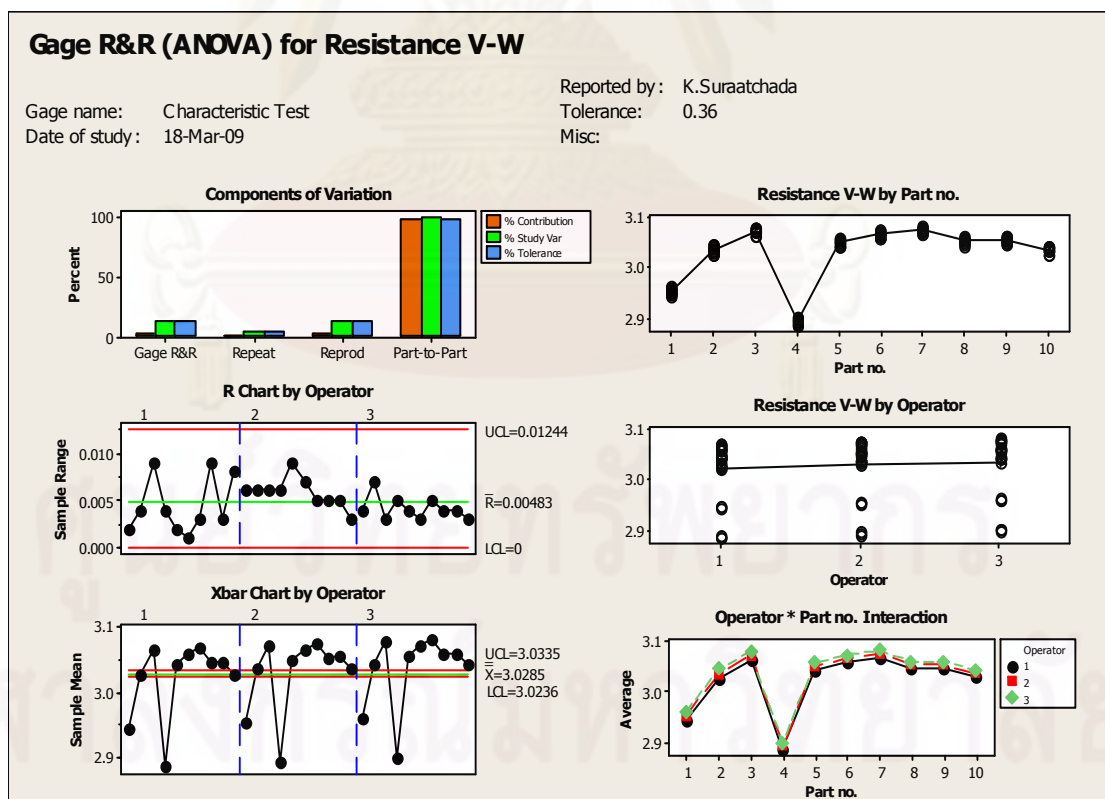 Gage R&R (ANOVA) for Resistance V-W
Gage name: Characteristic Test
Date of study: 18-Mar-09
Reported by: K.Suraatchada
Tolerance: 0.36
Misc:
Components of Variation
Percent
100
50
0
Gage R&R Repeat Reprod Part-to-Part
% Contribution
% Study Var
% Tolerance
R Chart by Operator
1 2 3
Sample Range
0.010
0.005
0.000
UCL=0.01244
R̄=0.00483
LCL=0
Xbar Chart by Operator
1 2 3
Sample Mean
3.1
3.0
2.9
UCL=3.0335
X̿=3.0285
LCL=3.0236
Resistance V-W by Part no.
3.1
3.0
2.9
1 2 3 4 5 6 7 8 9 10
Part no.
Resistance V-W by Operator
3.1
3.0
2.9
1 2 3
Operator
Operator * Part no. Interaction
Average
3.1
3.0
2.9
1 2 3 4 5 6 7 8 9 10
Part no.
Operator
1
2
3